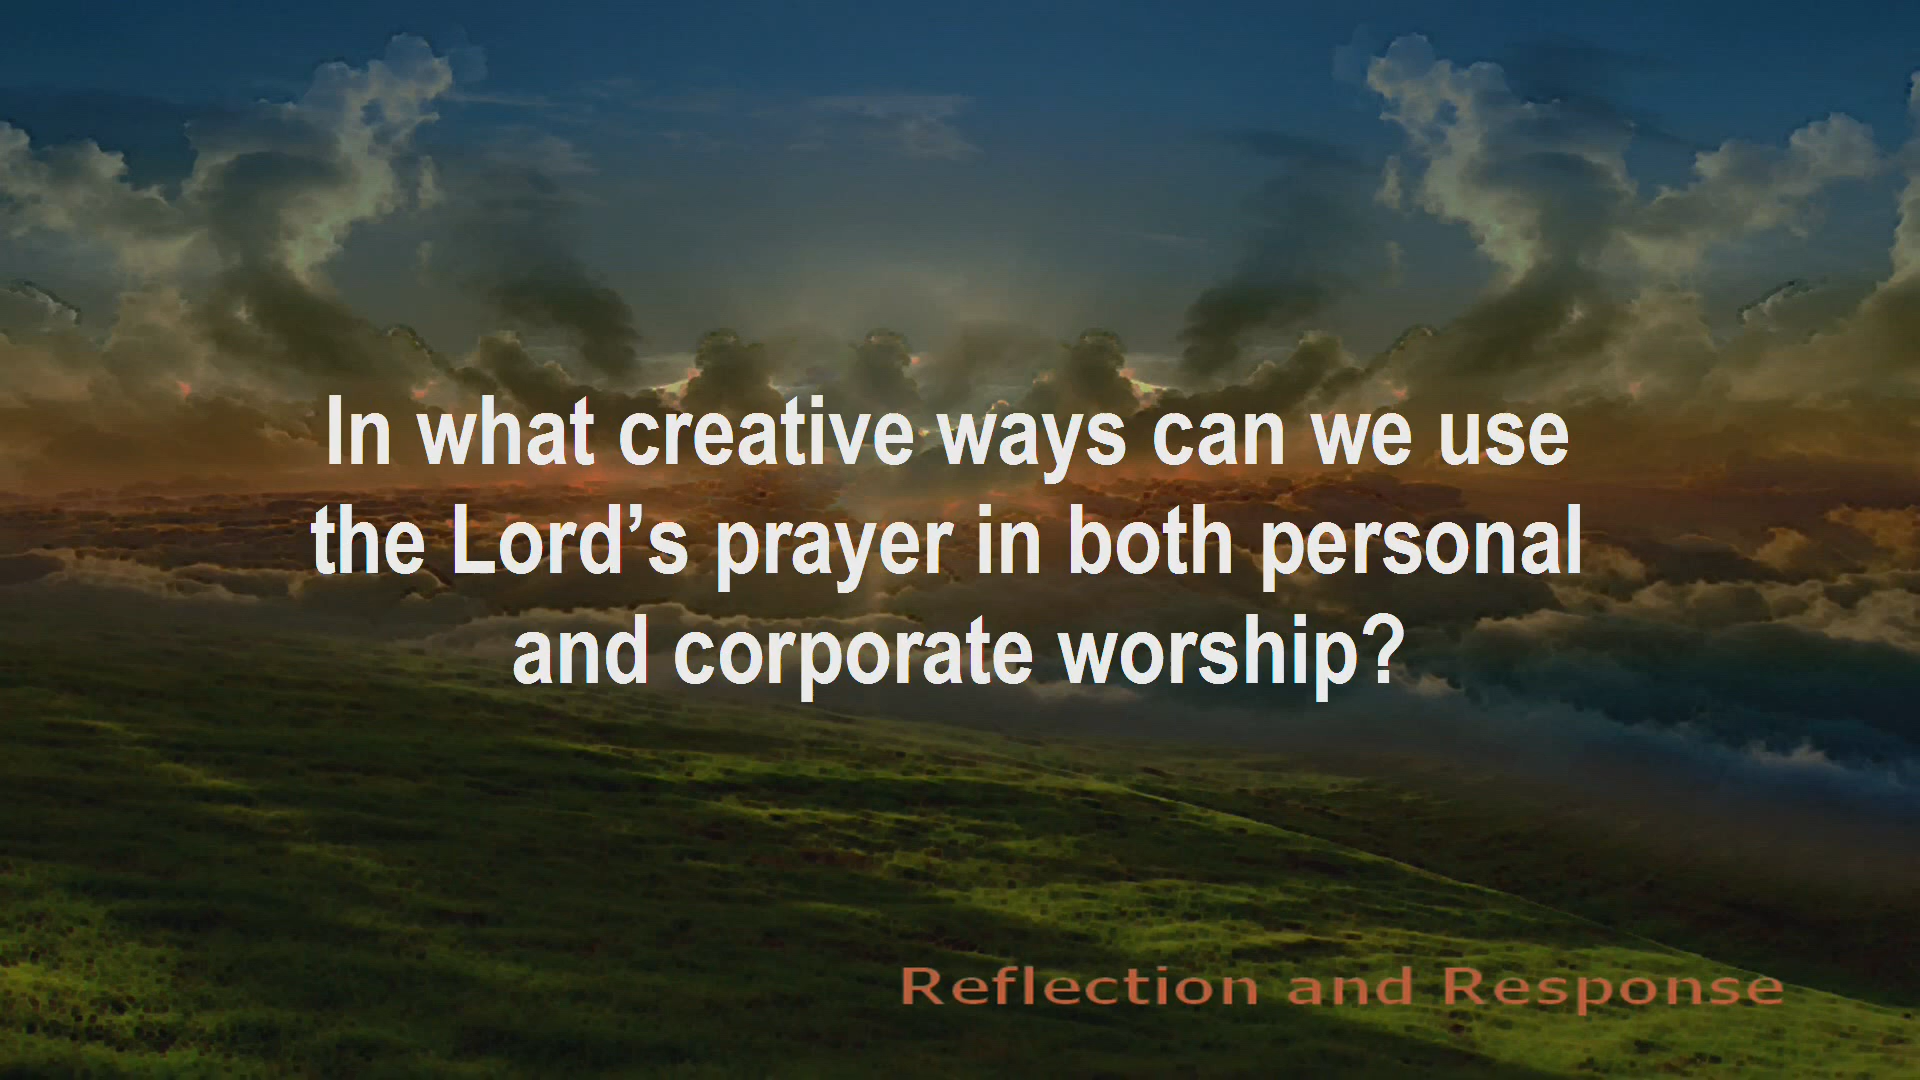 In what creative ways can we use
the Lord’s prayer in both personal
and corporate worship?
Reflection and Response